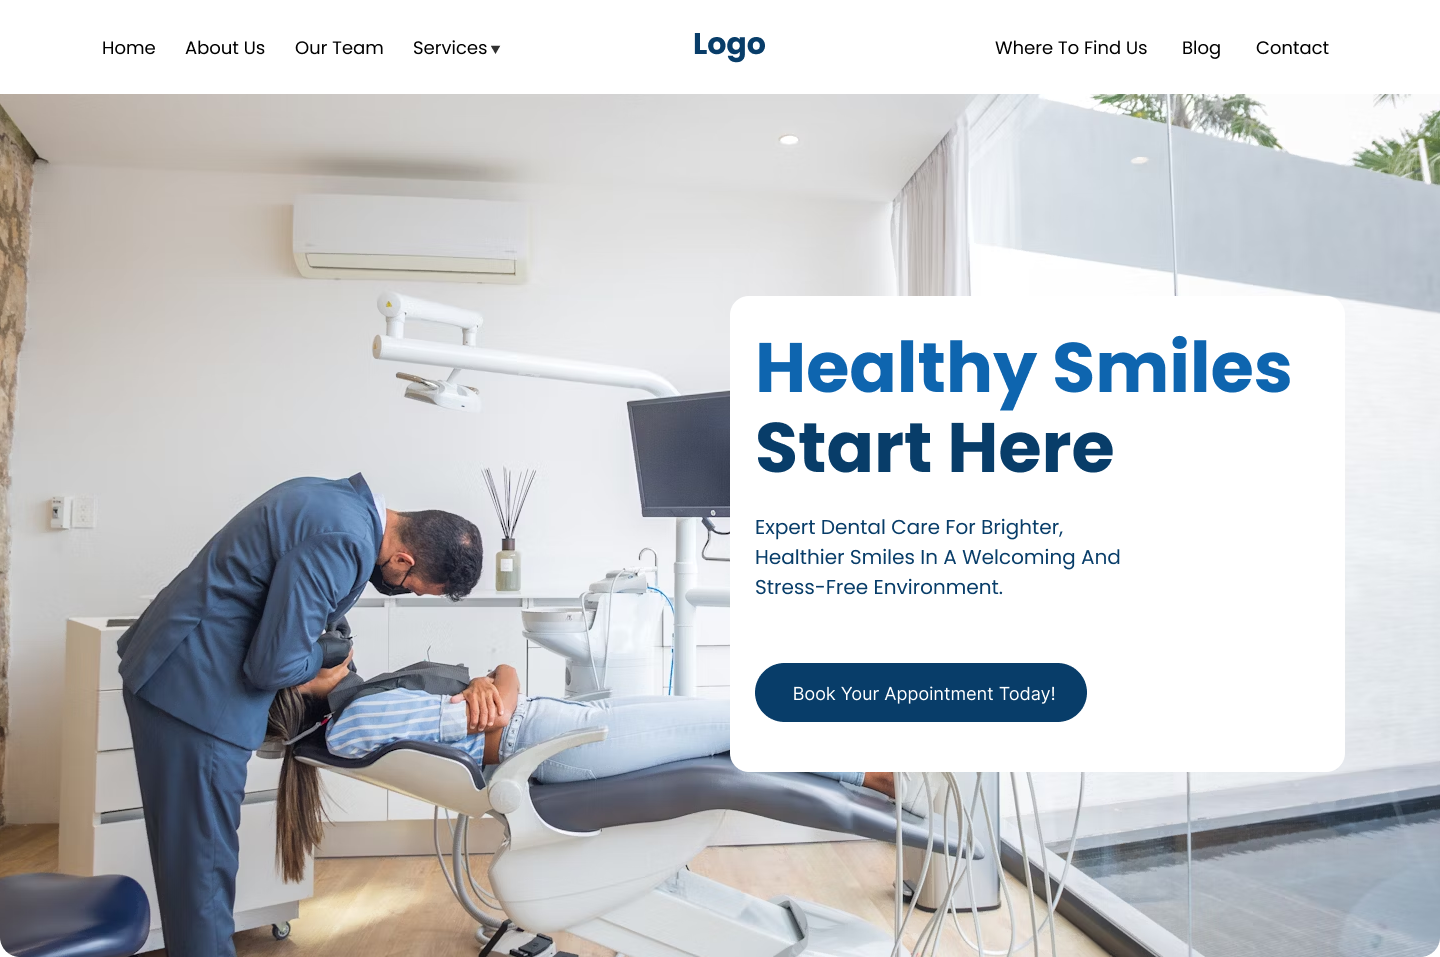 Home About Us Our Team Services Logo Where To Find Us Blog Contact
Healthy Smiles
Start Here
Expert Dental Care For Brighter,
Healthier Smiles In A Welcoming And
Stress-Free Environment.
Book Your Appointment Today!